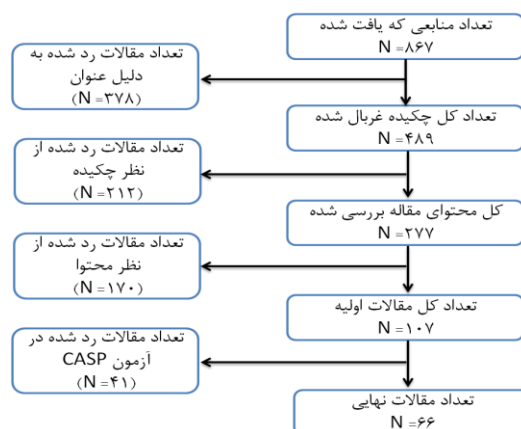 تعداد منابعی که یافت شده
N =۸۶۷
تعداد مقالات رد شده به
دلیل عنوان
(N =۳۷۸)
تعداد کل چکیده غربال شده
N =۴۸۹
تعداد مقالات رد شده از
نظر چکیده
(N =۲۱۲)
کل محتوای مقاله بررسی شده
N =۲۷۷
تعداد مقالات رد شده از
نظر محتوا
(N =۱۷۰)
تعداد کل مقالات اولیه
N =۱۰۷
تعداد مقالات رد شده در
آزمون CASP
(N =۴۱)
تعداد مقالات نهایی
N =۶۶